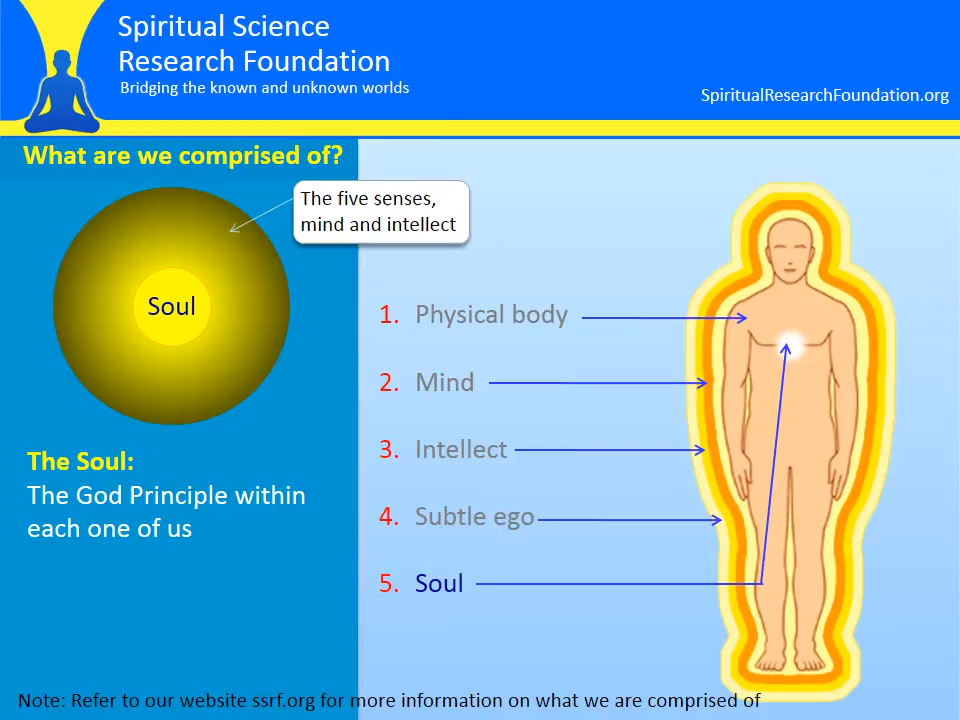 Spiritual Science
Research Foundation
Bridging the known and unknown worlds
SpiritualResearchFoundation.org
What are we comprised of?
The five senses,
mind and intellect
Soul
The Soul:
The God Principle within
each one of us
1. Physical body
2. Mind
3. Intellect
4. Subtle ego
5. Soul
Note: Refer to our website ssrf.org for more information on what we are comprised of